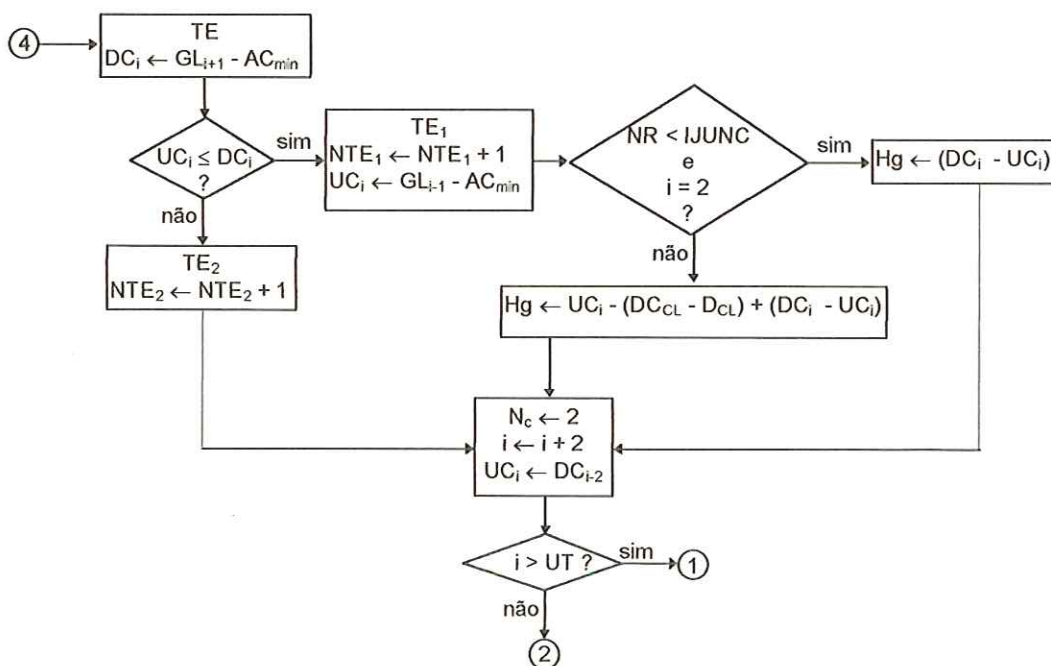 4
TE
DCi ← GLi+1 - ACmin
UCi ≤ DCi
?
sim
não
TE1
NTE1 ← NTE1 + 1
UCi ← GLi-1 - ACmin
NR < IJUNC
e
i = 2
?
sim
não
Hg ← (DCi - UCi)
TE2
NTE2 ← NTE2 + 1
Hg ← UCi - (DCCL - DCL) + (DCi - UCi)
Nc ← 2
i ← i + 2
UCi ← DCi-2
i > UT ?
sim
1
não
2